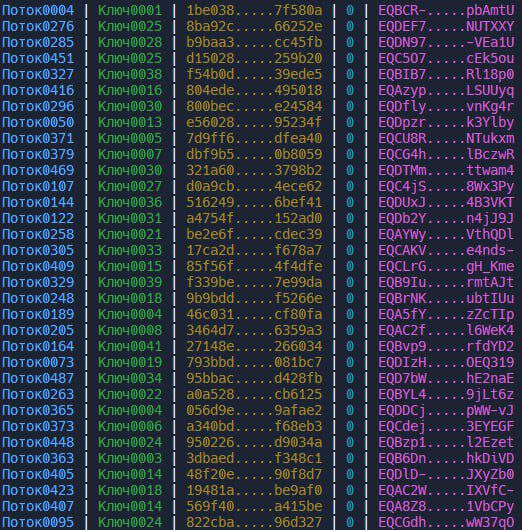 Поток0004 | Ключ0001 | 1be038.....7f580a | 0 | EQBCR-.....pbAmtU
Поток0276 | Ключ0025 | 8ba92c.....66252e | 0 | EQDEF7.....NUTXXY
Поток0285 | Ключ0028 | b9baa3.....cc45fb | 0 | EQDN97.....-VEa1U
Поток0451 | Ключ0025 | d15028.....259b20 | 0 | EQC5O7.....cEk5ou
Поток0327 | Ключ0038 | f54b0d.....39ede5 | 0 | EQBIB7.....Rl18p0
Поток0416 | Ключ0016 | 804ede.....495018 | 0 | EQAzyp.....LSUUyq
Поток0296 | Ключ0030 | 800bec.....e24584 | 0 | EQDfly.....vnKg4r
Поток0050 | Ключ0013 | e56028.....95234f | 0 | EQDpzr.....k3Ylby
Поток0371 | Ключ0005 | 7d9ff6.....dfea40 | 0 | EQCU8R.....NTukxm
Поток0379 | Ключ0007 | dbf9b5.....0b8059 | 0 | EQCG4h.....lBczwR
Поток0469 | Ключ0030 | 321a60.....3798b2 | 0 | EQDTMm.....ttwam4
Поток0107 | Ключ0027 | d0a9cb.....4ece62 | 0 | EQC4jS.....8Wx3Py
Поток0144 | Ключ0036 | 516249.....6bef41 | 0 | EQDUxJ.....4B3VKT
Поток0122 | Ключ0031 | a4754f.....152ad0 | 0 | EQDb2Y.....n4jJ9J
Поток0258 | Ключ0021 | be2e6f.....cdec39 | 0 | EQAYWy.....VthQDl
Поток0305 | Ключ0033 | 17ca2d.....f678a7 | 0 | EQCAKV.....e4nds-
Поток0409 | Ключ0015 | 85f56f.....4f4dfe | 0 | EQCLrG.....gH_Kme
Поток0329 | Ключ0039 | f339be.....7e99da | 0 | EQB9Iu.....rmtAJt
Поток0248 | Ключ0018 | 9b9bdd.....f5266e | 0 | EQBrNK.....ubtIUu
Поток0189 | Ключ0004 | 46c031.....cf80fa | 0 | EQA5fY.....zZcTIp
Поток0205 | Ключ0008 | 3464d7.....6359a3 | 0 | EQAC2f.....l6WeK4
Поток0164 | Ключ0041 | 27148e.....266034 | 0 | EQBvp9.....rfdYD2
Поток0073 | Ключ0019 | 793bbd.....081bc7 | 0 | EQDIzH.....OEQ319
Поток0487 | Ключ0034 | 95bbac.....d428fb | 0 | EQD7bW.....hE2naE
Поток0263 | Ключ0022 | a0a528.....cb6125 | 0 | EQBYL4.....9jLt6z
Поток0365 | Ключ0004 | 056d9e.....9afae2 | 0 | EQDDCj.....pWW-vJ
Поток0373 | Ключ0006 | a340bd.....f68eb3 | 0 | EQCdej.....3EYEGF
Поток0448 | Ключ0024 | 950226.....d9034a | 0 | EQBzp1.....l2Ezet
Поток0363 | Ключ0003 | 3dbaed.....f348c1 | 0 | EQB6Dn.....hkDiVD
Поток0405 | Ключ0014 | 48f20e.....90f8d7 | 0 | EQDlD-.....JXyZb0
Поток0423 | Ключ0018 | 19481a.....be9af0 | 0 | EQAC2W.....IXVfC-
Поток0407 | Ключ0014 | 569f40.....a415be | 0 | EQA8Z8.....1VbCPy
Поток0095 | Ключ0024 | 822cba.....96d327 | 0 | EQCGdh.....wW37qe